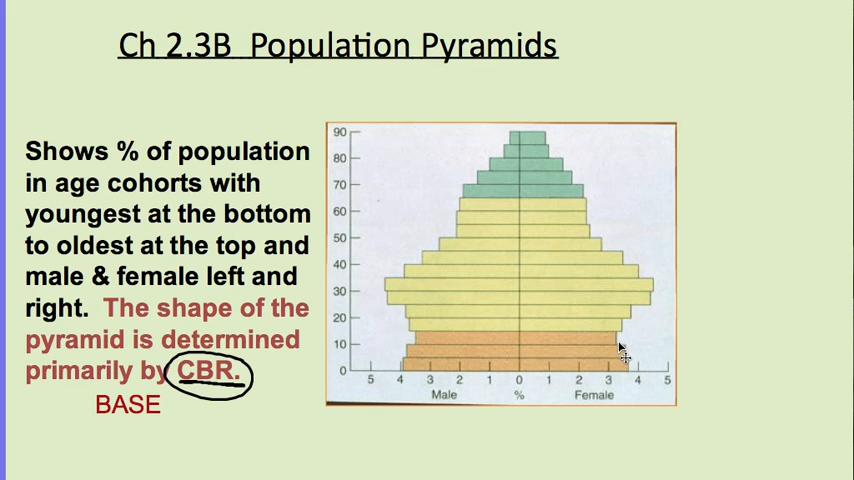 Ch 2.3B  Population Pyramids
Shows % of population
in age cohorts with
youngest at the bottom
to oldest at the top and
male & female left and
right.  The shape of the
pyramid is determined
primarily by CBR.
BASE
90
80
70
60
50
40
30
20
10
0
5 4 3 2 1 0 1 2 3 4 5
Male % Female